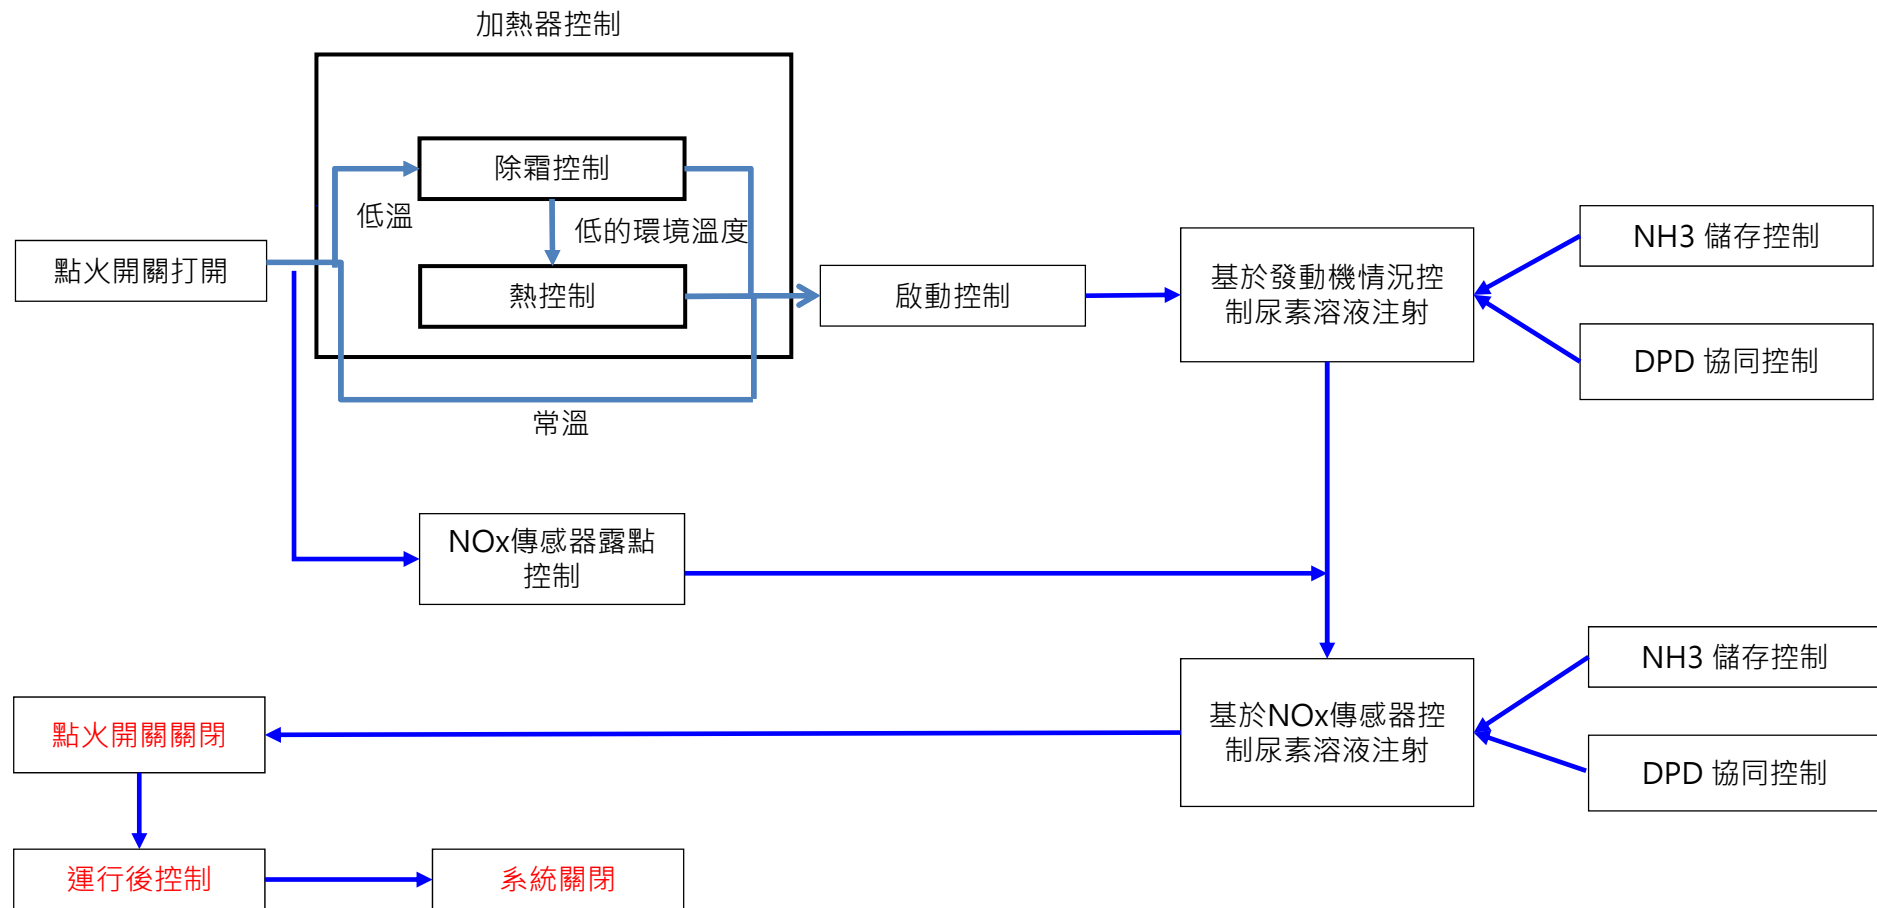 加熱器控制
除霜控制
低溫
低的環境溫度
點火開關打開
熱控制
啟動控制
基於發動機情況控
制尿素溶液注射
NH3 儲存控制
DPD 協同控制
常溫
NOx傳感器露點
控制
基於NOx傳感器控
制尿素溶液注射
NH3 儲存控制
DPD 協同控制
點火開關關閉
運行後控制
系統關閉